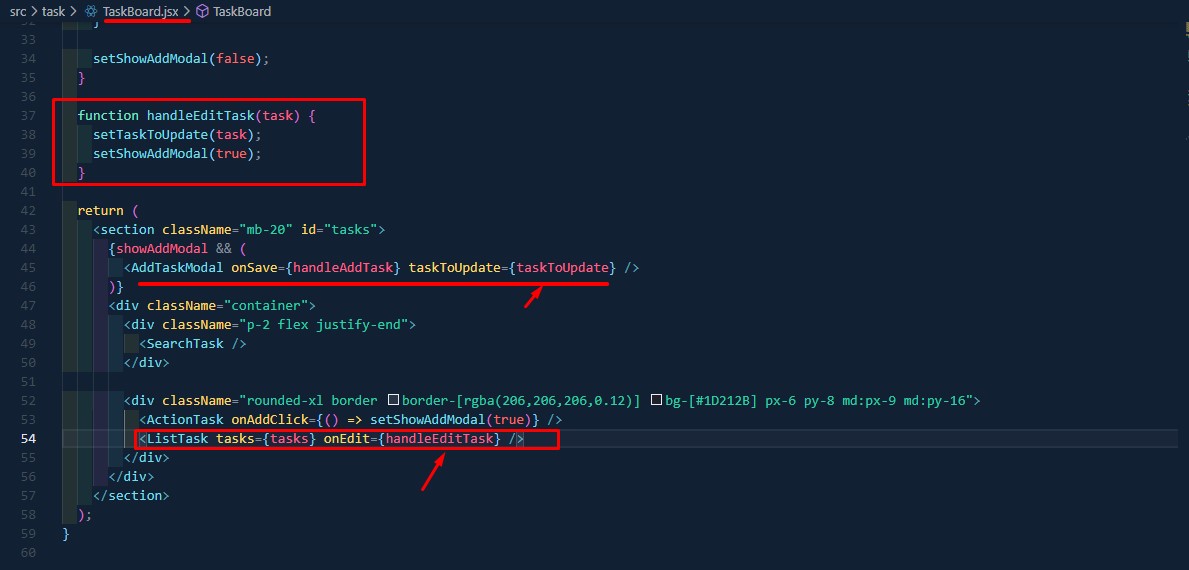 src > task > TaskBoard.jsx > TaskBoard
32 }
33
34 setShowAddModal(false);
35 }
36
37 function handleEditTask(task) {
38 setTaskToUpdate(task);
39 setShowAddModal(true);
40 }
41
42 return (
43 <section className="mb-20" id="tasks">
44 {showAddModal && (
45 <AddTaskModal onSave={handleAddTask} taskToUpdate={taskToUpdate} />
46 )}
47 <div className="container">
48 <div className="p-2 flex justify-end">
49 <SearchTask />
50 </div>
51
52 <div className="rounded-xl border border-[rgba(206,206,206,0.12)] bg-[#1D212B] px-6 py-8 md:px-9 md:py-16">
53 <ActionTask onAddClick={() => setShowAddModal(true)} />
54 <ListTask tasks={tasks} onEdit={handleEditTask} />
55 </div>
56 </div>
57 </section>
58 );
59 }
60